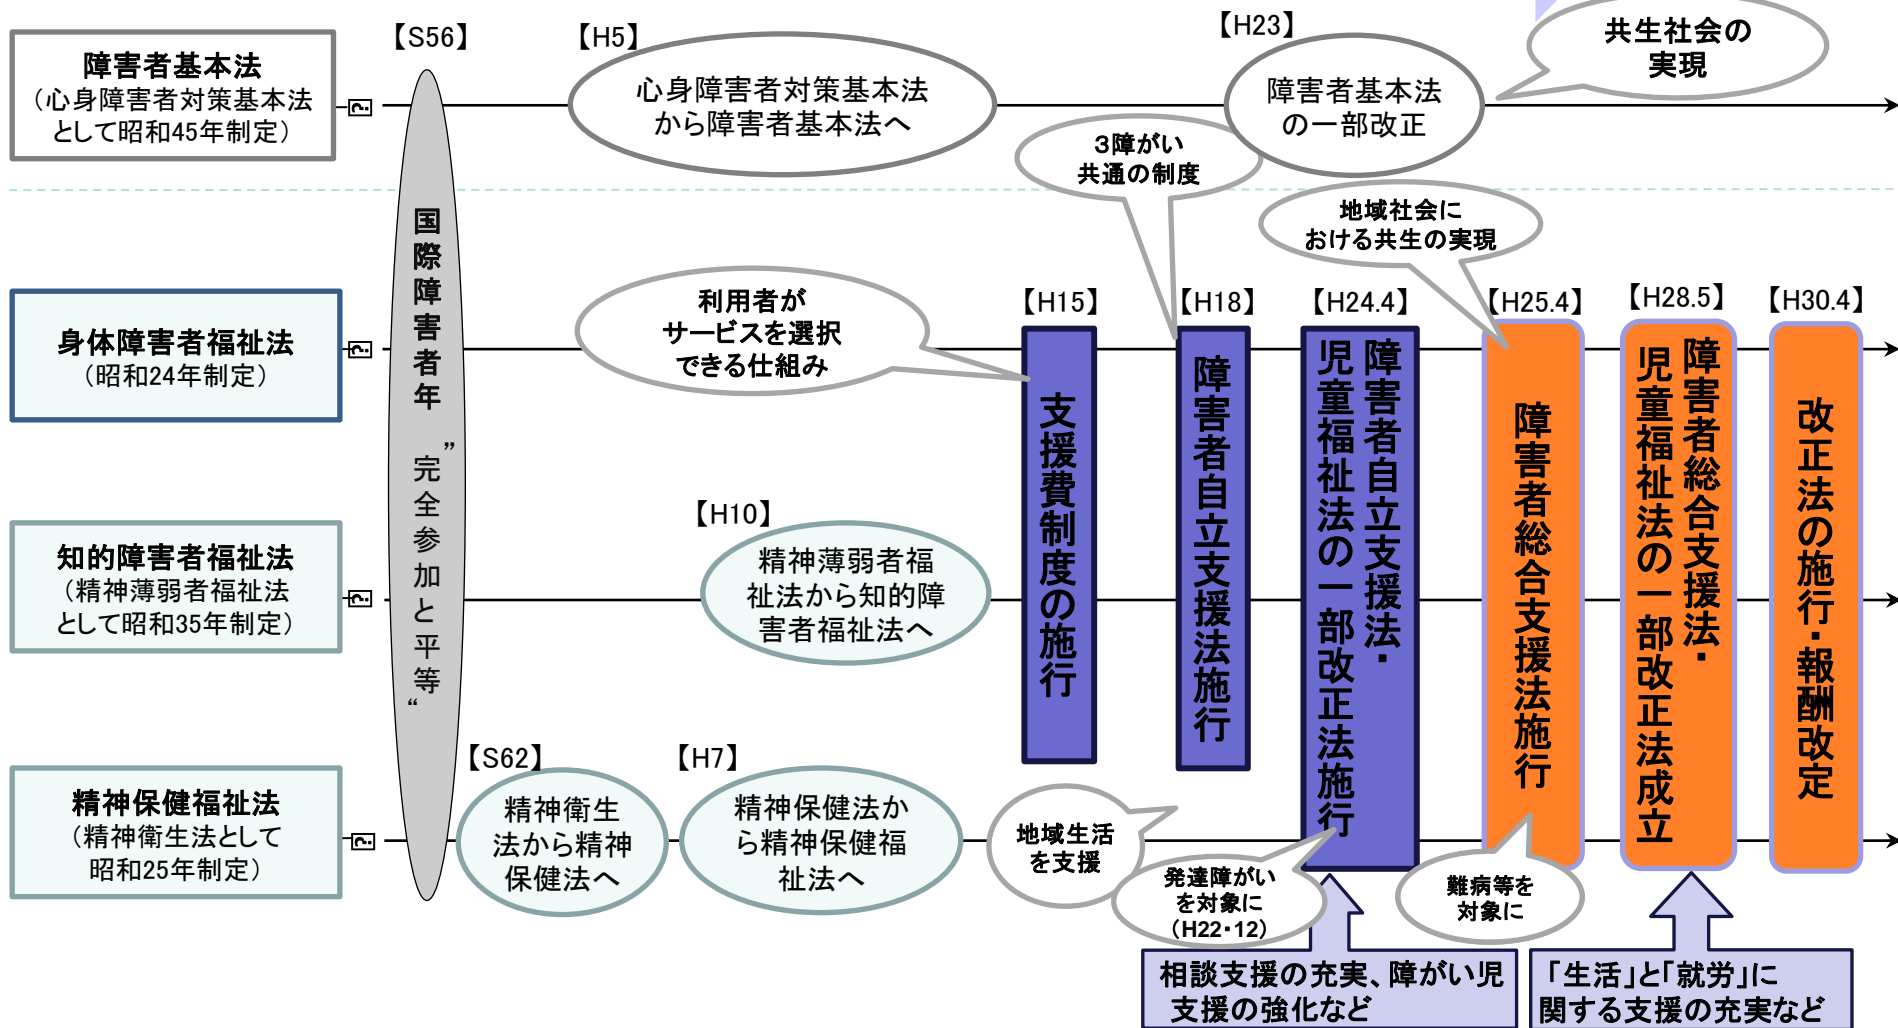 【S56】
【H5】
【H23】
共生社会の
実現
障害者基本法
（心身障害者対策基本法
として昭和45年制定）
心身障害者対策基本法
から障害者基本法へ
障害者基本法
の一部改正
3障がい
共通の制度
地域社会に
おける共生の実現
国際障害者年 ”完全参加と平等“
利用者が
サービスを選択
できる仕組み
【H15】
【H18】
【H24.4】
【H25.4】
【H28.5】
【H30.4】
身体障害者福祉法
（昭和24年制定）
支援費制度の施行
障害者自立支援法施行
障害者自立支援法・
児童福祉法の一部改正法施行
障害者総合支援法施行
障害者総合支援法・
児童福祉法の一部改正法成立
改正法の施行・報酬改定
【H10】
知的障害者福祉法
（精神薄弱者福祉法
として昭和35年制定）
精神薄弱者福
祉法から知的障
害者福祉法へ
【S62】
【H7】
精神保健福祉法
（精神衛生法として
昭和25年制定）
精神衛生
法から精神
保健法へ
精神保健法か
ら精神保健福
祉法へ
地域生活
を支援
発達障がい
を対象に
（H22・12）
難病等を
対象に
相談支援の充実、障がい児
支援の強化など
「生活」と「就労」に
関する支援の充実など